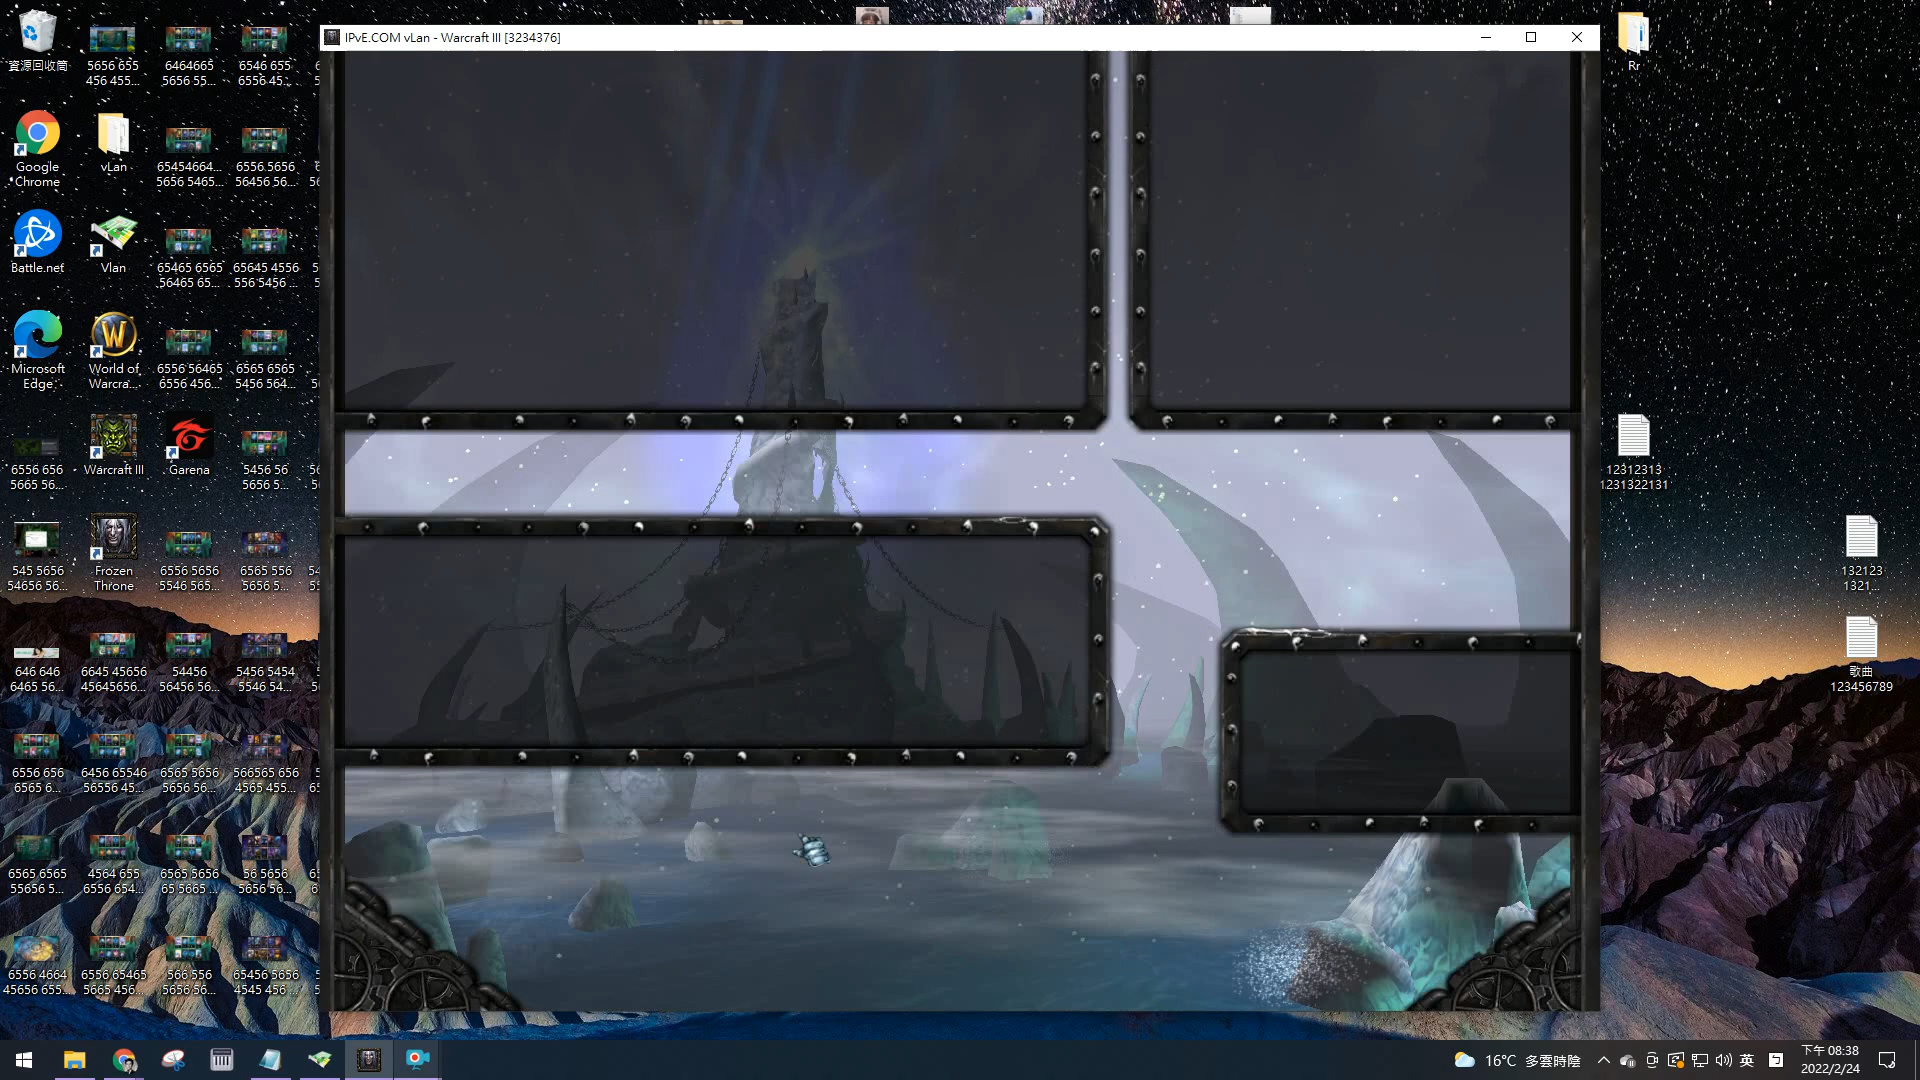 IPvE.COM vLan - Warcraft III [3234376]
資源回收筒
5656 655
456 455...
6464665
5656 55...
6546 655
6556 45...
Rr
Google
Chrome
vLan
65454664...
5656 5465...
6556 5656
56456 56...
Battle.net
Vlan
65465 6565
56465 65...
65645 4556
556 5456 ...
Microsoft
Edge
World of
Warcra...
6556 56465
6556 456...
6565 6565
5456 564...
6556 656
5665 56...
Warcraft III
Garena
5456 56
5656 5...
12312313
1231322131
545 5656
54656 56...
Frozen
Throne
6556 5656
5546 565...
6565 556
5656 5...
132123
1321...
646 646
6465 56...
6645 45656
45645656...
54456
56456 56...
5456 5454
5546 54...
歌曲
123456789
6556 656
6565 6...
6456 65546
56556 45...
6565 5656
5656 56...
566565 656
4565 455...
6565 6565
55656 5...
4564 655
6556 654...
6565 5656
65 5665...
56 5656
5656 56...
6556 4664
45656 655...
6556 65465
5665 456...
566 556
5656 56...
65456 5656
4545 456 ...
16°C 多雲時陰
英
下午 08:38
2022/2/24